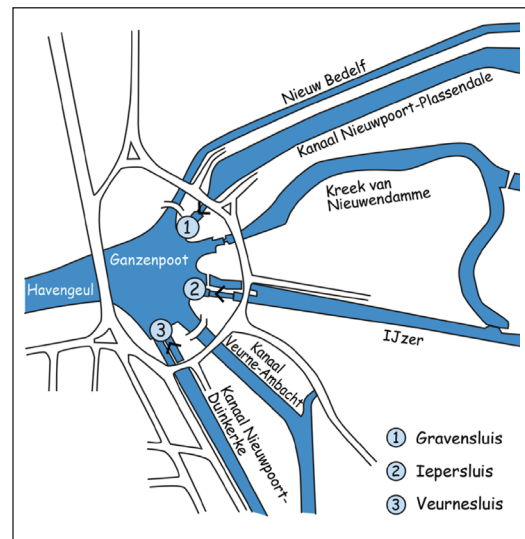 Nieuw Bedelf
Kanaal Nieuwpoort-Plassendale
Kreek van
Nieuwendamme
1
Ganzenpoot
Havengeul
2
3
IJzer
Kanaal
Veurne-Ambacht
Kanaal Nieuwpoort-
Duinkerke
1 Gravensluis
2 Iepersluis
3 Veurnesluis